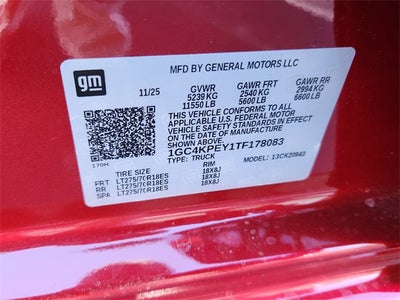 gm
MFD BY GENERAL MOTORS LLC
11/25 GVWR GAWR FRT GAWR RR
5239 KG 2540 KG 2994 KG
11550 LB 5600 LB 6600 LB
THIS VEHICLE CONFORMS TO ALL APPLICABLE
U.S. FEDERAL MOTOR VEHICLE SAFETY STANDARDS IN EFFECT
ON THE DATE OF MANUFACTURE SHOWN ABOVE.
1GC4KPEY1TF178083
TYPE: TRUCK MODEL: 13CK20943
TIRE SIZE RIM
FRT LT275/70R18ES 18X8J
RR LT275/70R18ES 18X8J
SPA LT275/70R18ES 18X8J